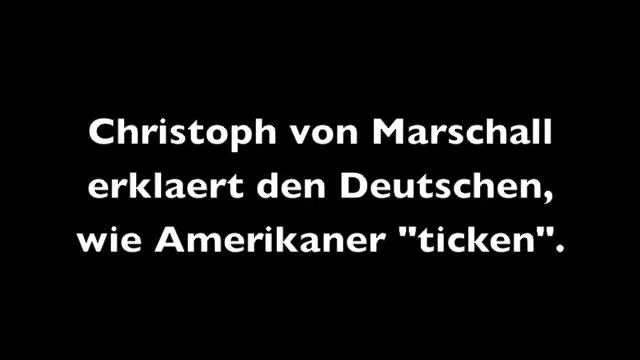 Christoph von Marschall
erklaert den Deutschen,
wie Amerikaner "ticken".